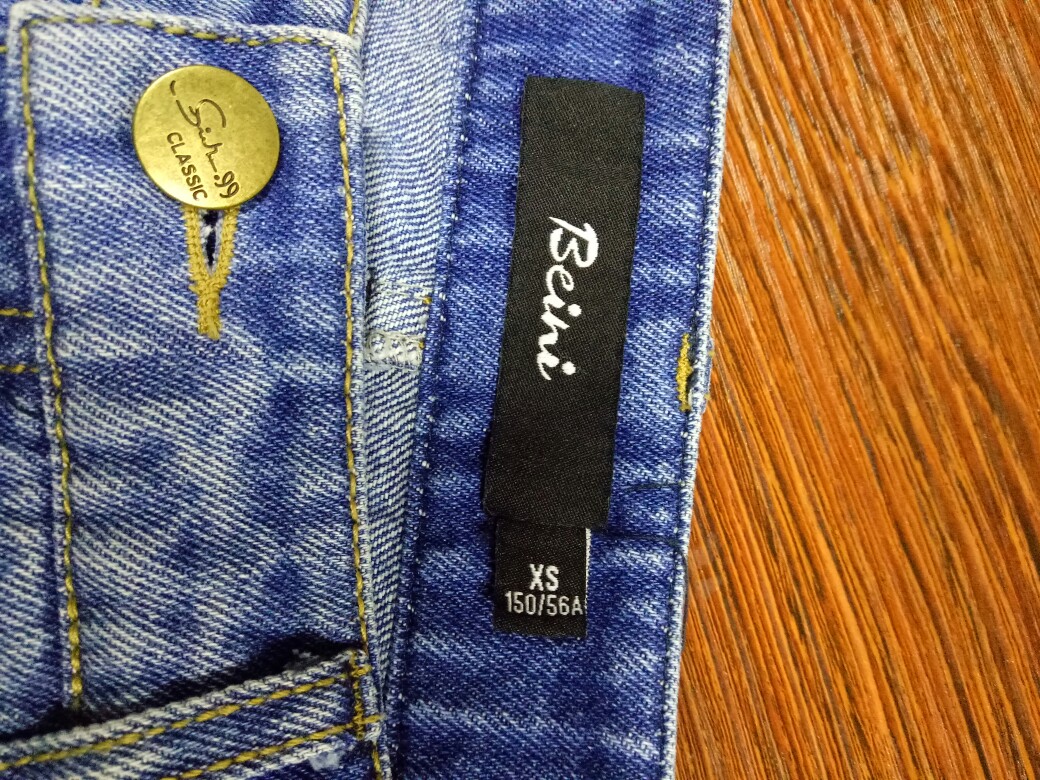 CLASSIC
Beini
XS
150/56A